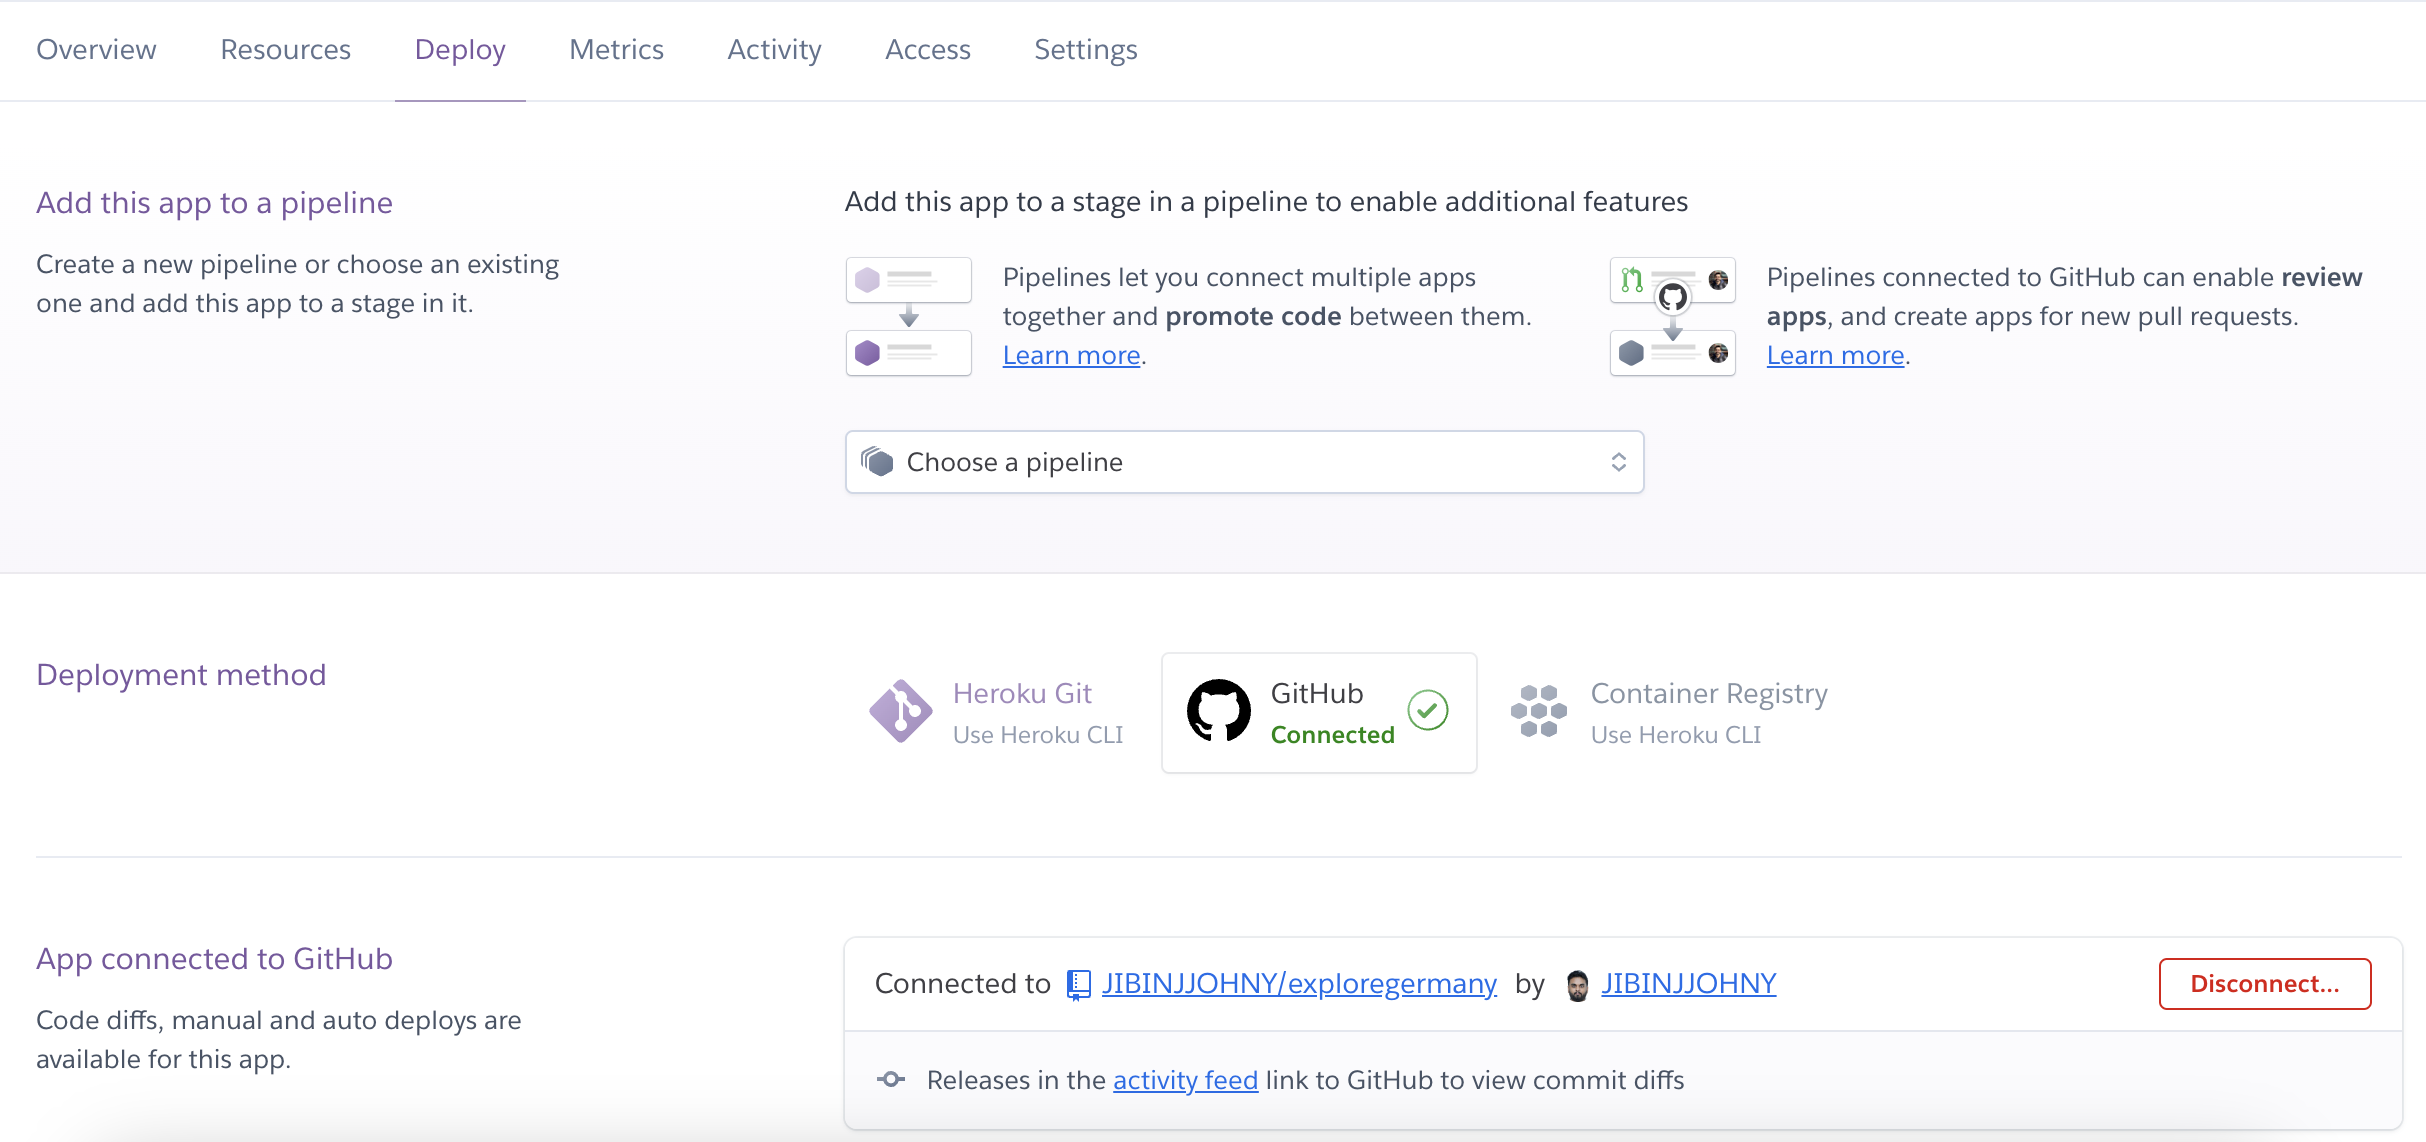 Overview Resources Deploy Metrics Activity Access Settings
Add this app to a pipeline
Create a new pipeline or choose an existing
one and add this app to a stage in it.
Add this app to a stage in a pipeline to enable additional features
Pipelines let you connect multiple apps
together and promote code between them.
Learn more.
Pipelines connected to GitHub can enable review
apps, and create apps for new pull requests.
Learn more.
Choose a pipeline
Deployment method
Heroku Git
Use Heroku CLI
GitHub
Connected
Container Registry
Use Heroku CLI
App connected to GitHub
Code diffs, manual and auto deploys are
available for this app.
Connected to JIBINJJOHNY/exploregermany by JIBINJJOHNY
Disconnect...
Releases in the activity feed link to GitHub to view commit diffs